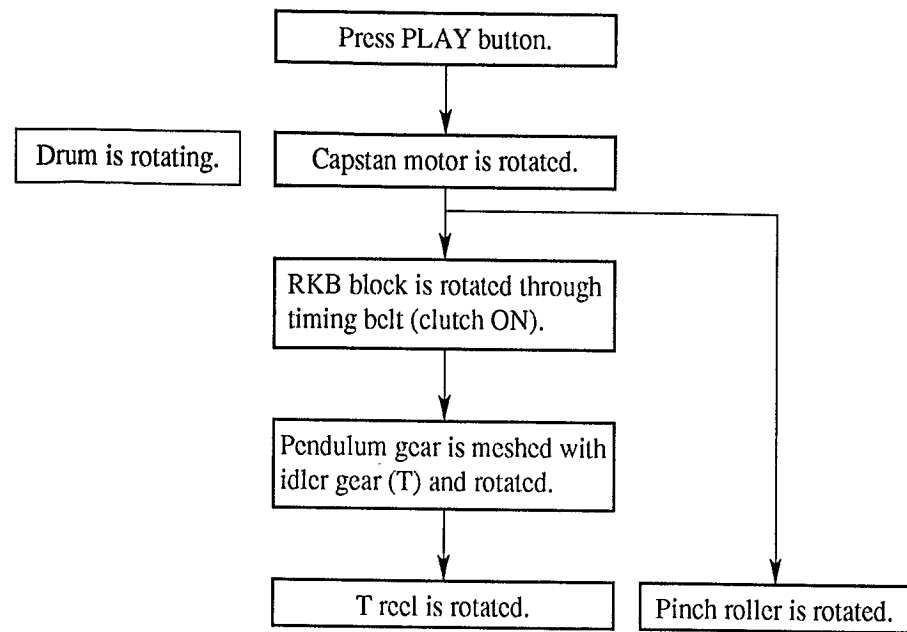 Press PLAY button.
Drum is rotating.
Capstan motor is rotated.
RKB block is rotated through
timing belt (clutch ON).
Pendulum gear is meshed with
idler gear (T) and rotated.
T reel is rotated.
Pinch roller is rotated.